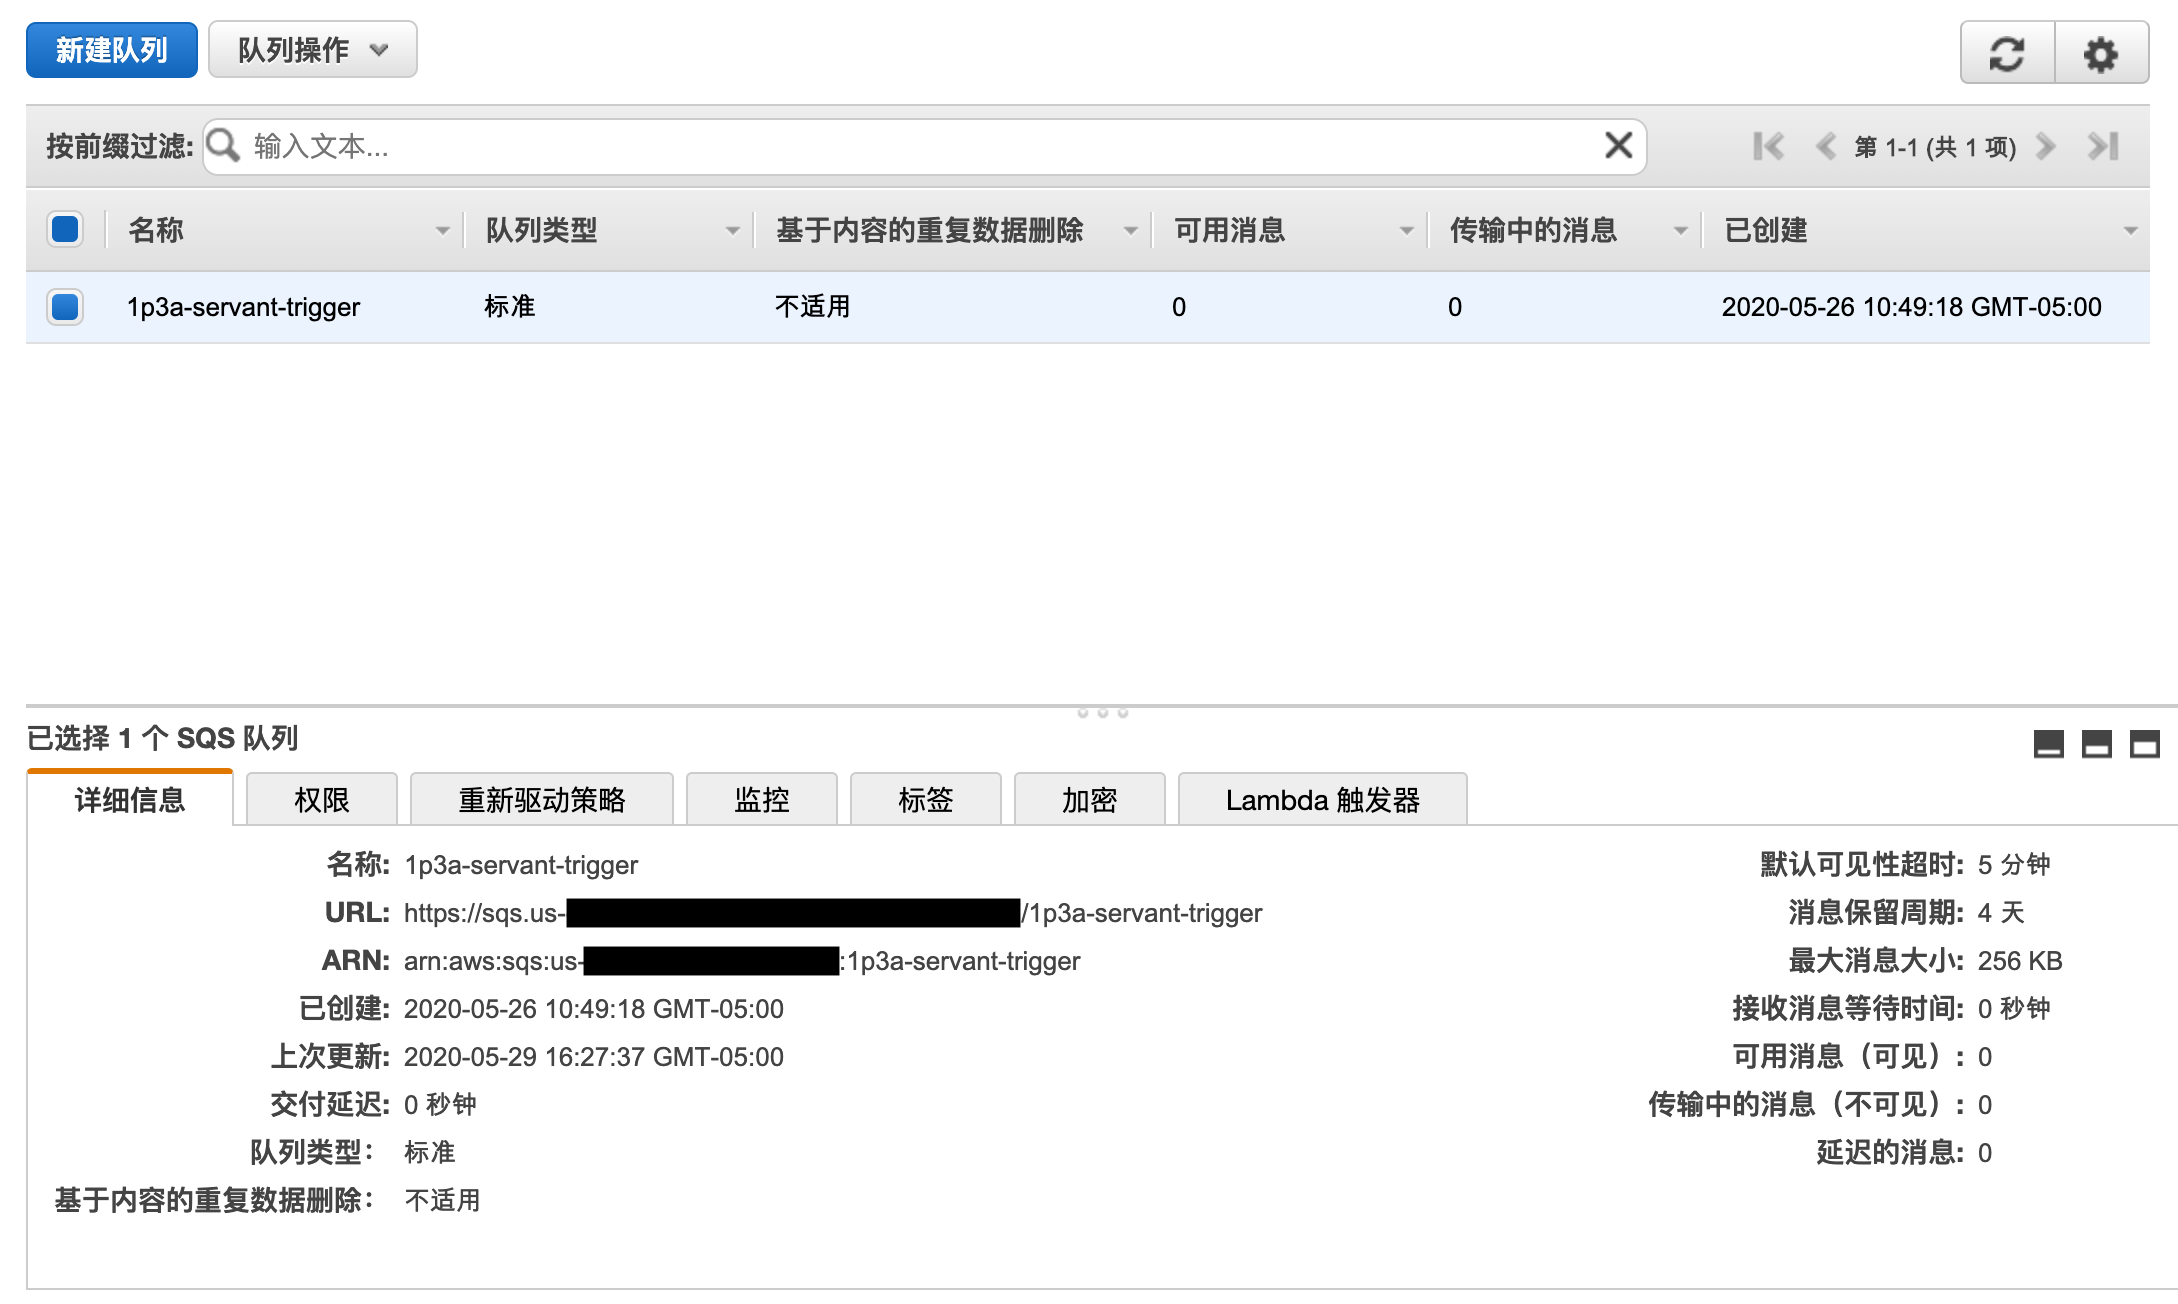 新建队列 队列操作
按前缀过滤: 输入文本... 第 1-1 (共 1 项)
名称 队列类型 基于内容的重复数据删除 可用消息 传输中的消息 已创建
1p3a-servant-trigger 标准 不适用 0 0 2020-05-26 10:49:18 GMT-05:00
已选择 1 个 SQS 队列
详细信息 权限 重新驱动策略 监控 标签 加密 Lambda 触发器
名称: 1p3a-servant-trigger
URL: https://sqs.us-/1p3a-servant-trigger
ARN: arn:aws:sqs:us-:1p3a-servant-trigger
已创建: 2020-05-26 10:49:18 GMT-05:00
上次更新: 2020-05-29 16:27:37 GMT-05:00
交付延迟: 0 秒钟
队列类型： 标准
基于内容的重复数据删除： 不适用
默认可见性超时: 5 分钟
消息保留周期: 4 天
最大消息大小: 256 KB
接收消息等待时间: 0 秒钟
可用消息（可见）: 0
传输中的消息（不可见）: 0
延迟的消息: 0